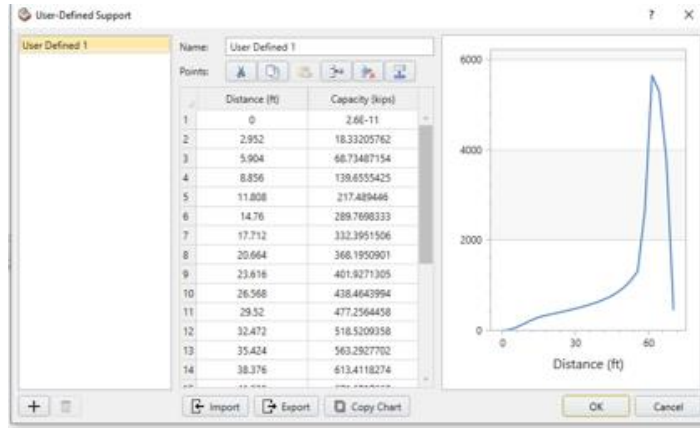 User-Defined Support ? ×
User Defined 1
Name: User Defined 1
Points:
Distance (ft) Capacity (kips)
1 0 2.6E-11
2 2.952 18.33205762
3 5.904 68.73487154
4 8.856 139.6555425
5 11.808 217.489446
6 14.76 289.7698333
7 17.712 332.3951506
8 20.664 368.1950901
9 23.616 401.9271305
10 26.568 438.4643994
11 29.52 477.2564458
12 32.472 518.5209358
13 35.424 563.2927702
14 38.376 613.4118274
6000
4000
2000
0
0 30 60
Distance (ft)
Import Export Copy Chart OK Cancel